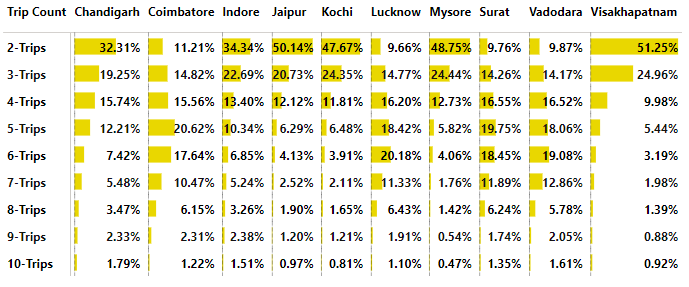 Trip Count Chandigarh Coimbatore Indore Jaipur Kochi Lucknow Mysore Surat Vadodara Visakhapatnam
2-Trips 32.31% 11.21% 34.34% 50.14% 47.67% 9.66% 48.75% 9.76% 9.87% 51.25%
3-Trips 19.25% 14.82% 22.69% 20.73% 24.35% 14.77% 24.44% 14.26% 14.17% 24.96%
4-Trips 15.74% 15.56% 13.40% 12.12% 11.81% 16.20% 12.73% 16.55% 16.52% 9.98%
5-Trips 12.21% 20.62% 10.34% 6.29% 6.48% 18.42% 5.82% 19.75% 18.06% 5.44%
6-Trips 7.42% 17.64% 6.85% 4.13% 3.91% 20.18% 4.06% 18.45% 19.08% 3.19%
7-Trips 5.48% 10.47% 5.24% 2.52% 2.11% 11.33% 1.76% 11.89% 12.86% 1.98%
8-Trips 3.47% 6.15% 3.26% 1.90% 1.65% 6.43% 1.42% 6.24% 5.78% 1.39%
9-Trips 2.33% 2.31% 2.38% 1.20% 1.21% 1.91% 0.54% 1.74% 2.05% 0.88%
10-Trips 1.79% 1.22% 1.51% 0.97% 0.81% 1.10% 0.47% 1.35% 1.61% 0.92%